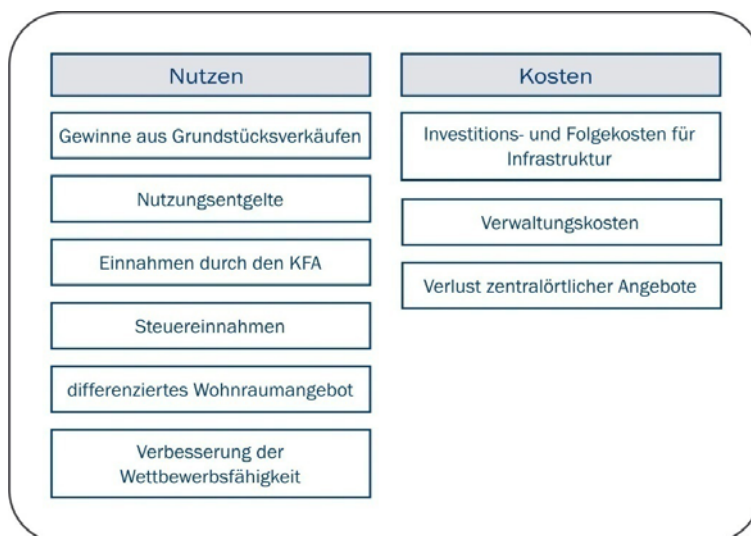 Nutzen
Gewinne aus Grundstücksverkäufen
Nutzungsentgelte
Einnahmen durch den KFA
Steuereinnahmen
differenziertes Wohnraumangebot
Verbesserung der
Wettbewerbsfähigkeit
Kosten
Investitions- und Folgekosten für
Infrastruktur
Verwaltungskosten
Verlust zentralörtlicher Angebote